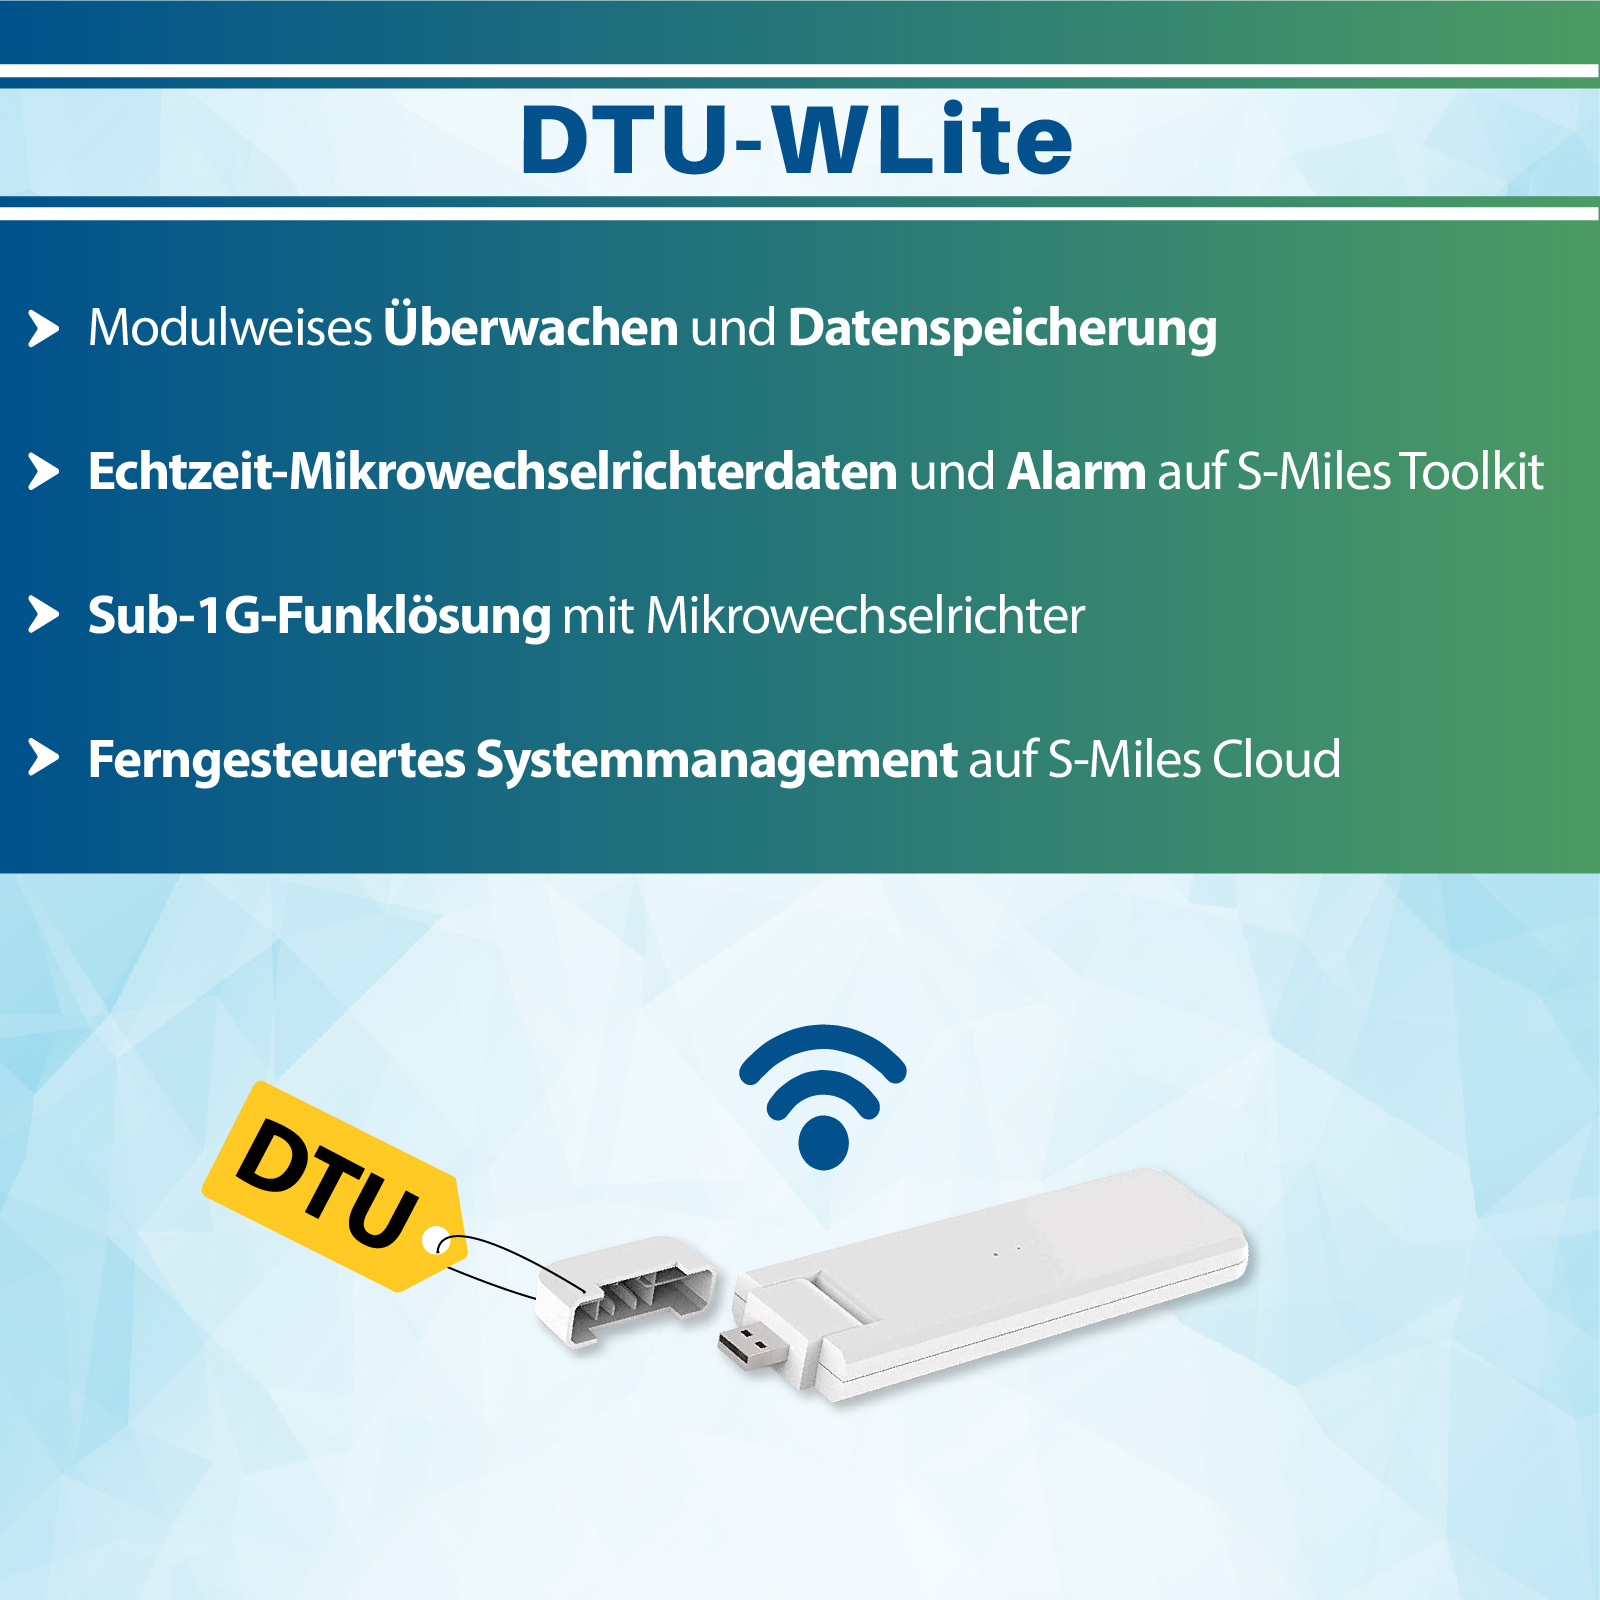 DTU-WLite
Modulweises Überwachen und Datenspeicherung
Echtzeit-Mikrowechselrichterdaten und Alarm auf S-Miles Toolkit
Sub-1G-Funklösung mit Mikrowechselrichter
Ferngesteuertes Systemmanagement auf S-Miles Cloud
DTU